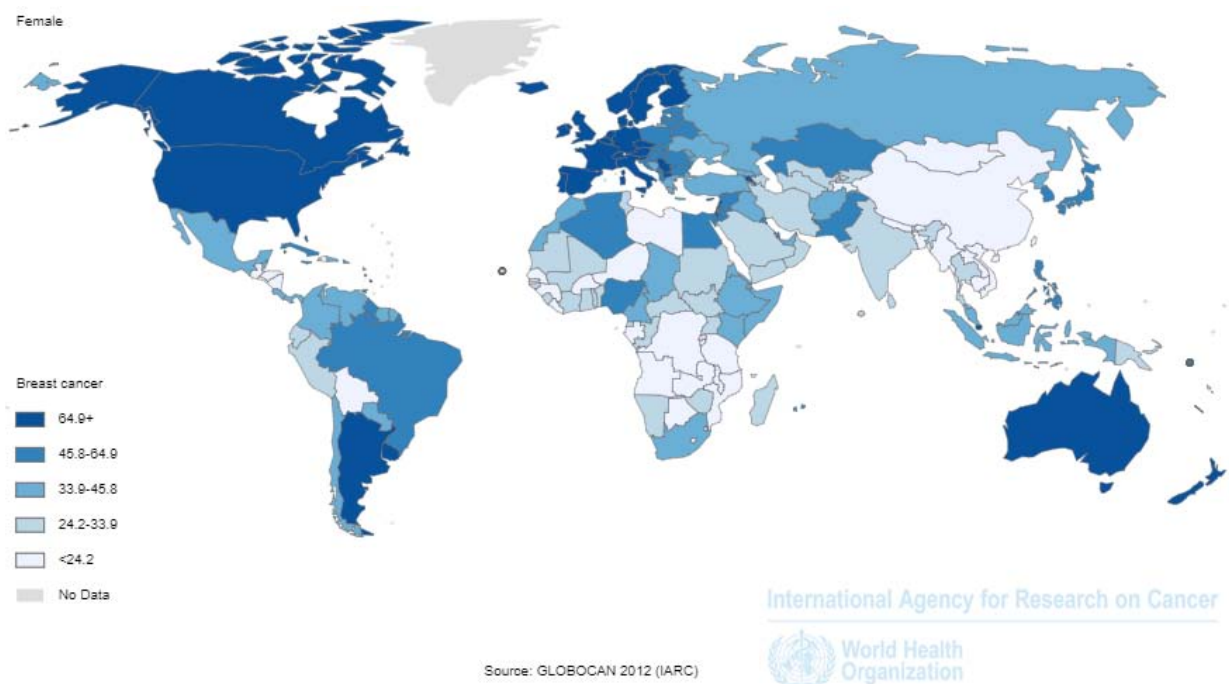 Female
Breast cancer
64.9+
45.8-64.9
33.9-45.8
24.2-33.9
<24.2
No Data
International Agency for Research on Cancer
World Health
Organization
Source: GLOBOCAN 2012 (IARC)